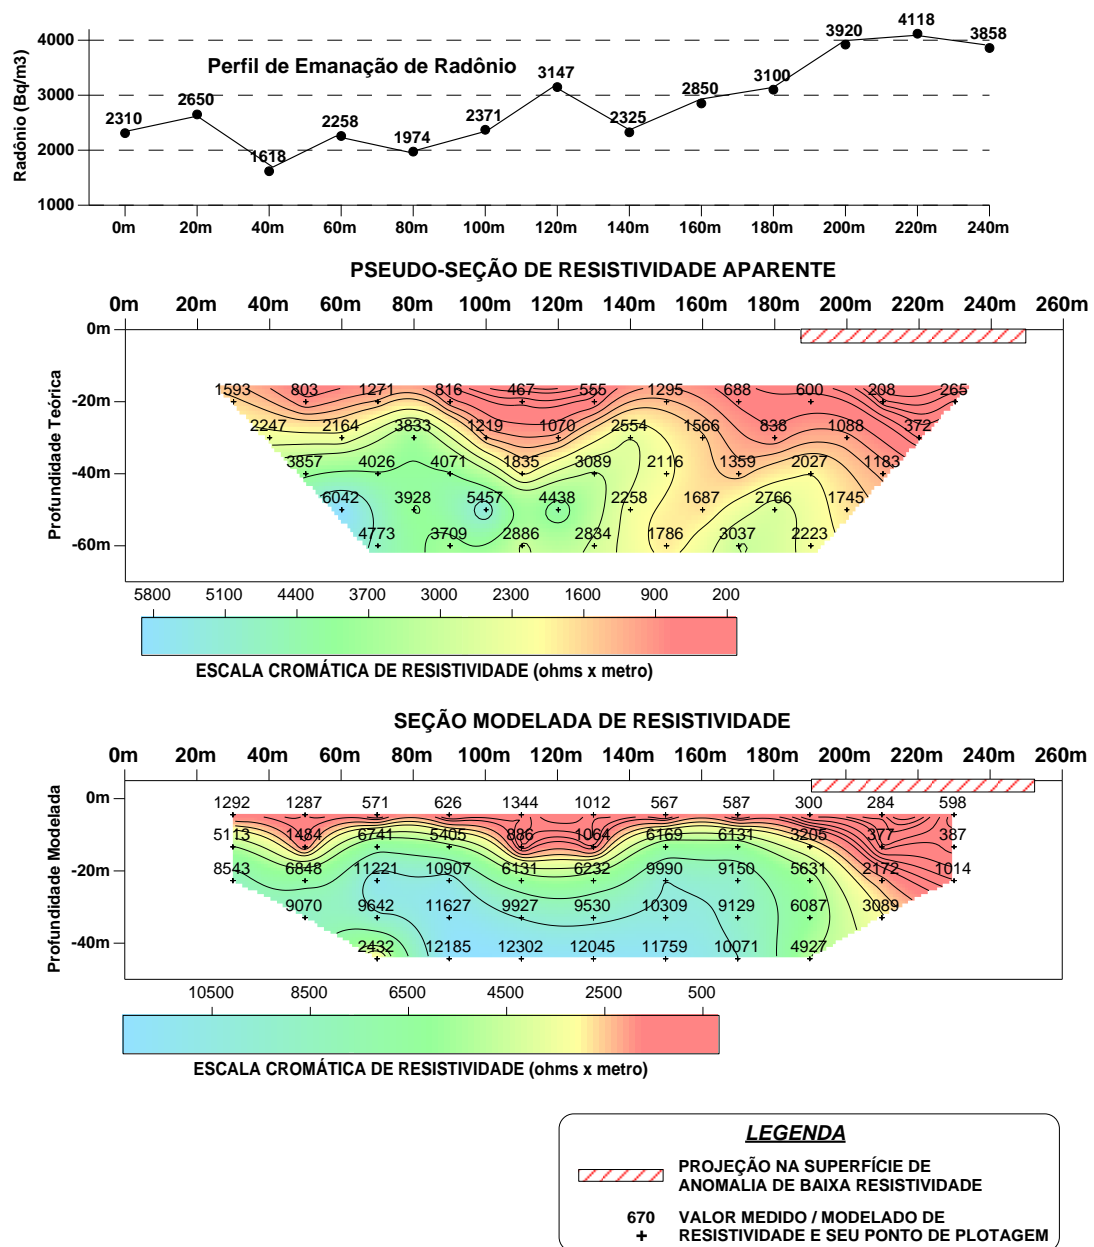 4118
3920
3858
4000
Perfil de Emanação de Radônio
3147
3100
2850
3000
2650
2310
2258
2371
2325
1974
2000
1618
1000
Radônio (Bq/m3)
0m 20m 40m 60m 80m 100m 120m 140m 160m 180m 200m 220m 240m
PSEUDO-SEÇÃO DE RESISTIVIDADE APARENTE
0m 20m 40m 60m 80m 100m 120m 140m 160m 180m 200m 220m 240m 260m
0m
Profundidade Teórica
1593 803 1271 816 467 555 1295 688 600 208 265
-20m
2247 2164 3833 1219 1070 2554 1566 838 1088 372
3857 4026 4071 1835 3089 2116 1359 2027 1183
-40m
6042 3928 5457 4438 2258 1687 2766 1745
4773 3709 2886 2834 1786 3037 2223
-60m
5800 5100 4400 3700 3000 2300 1600 900 200
ESCALA CROMÁTICA DE RESISTIVIDADE (ohms x metro)
SEÇÃO MODELADA DE RESISTIVIDADE
0m 20m 40m 60m 80m 100m 120m 140m 160m 180m 200m 220m 240m 260m
Profundidade Modelada
0m
1292 1287 571 626 1344 1012 567 587 300 284 598
5113 1484 6741 5405 886 1064 6169 6131 3205 377 387
-20m
8543 6848 11221 10907 6131 6232 9990 9150 5631 2172 1014
9070 9642 11627 9927 9530 10309 9129 6087 3089
-40m
2432 12185 12302 12045 11759 10071 4927
10500 8500 6500 4500 2500 500
ESCALA CROMÁTICA DE RESISTIVIDADE (ohms x metro)
LEGENDA
PROJEÇÃO NA SUPERFÍCIE DE
ANOMALIA DE BAIXA RESISTIVIDADE
670 VALOR MEDIDO / MODELADO DE
+ RESISTIVIDADE E SEU PONTO DE PLOTAGEM